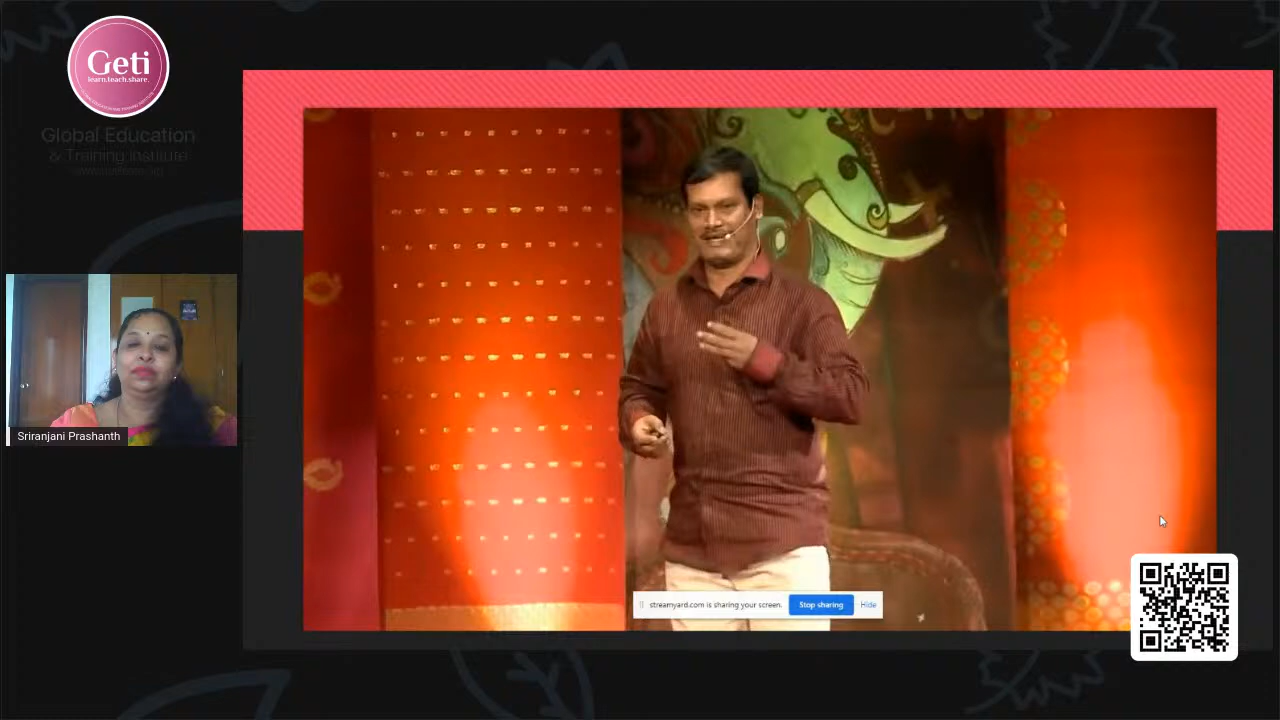 Geti
learn.teach.share.
Global Education
& Training Institute
Sriranjani Prashanth
streamyard.com is sharing your screen.
Stop sharing
Hide